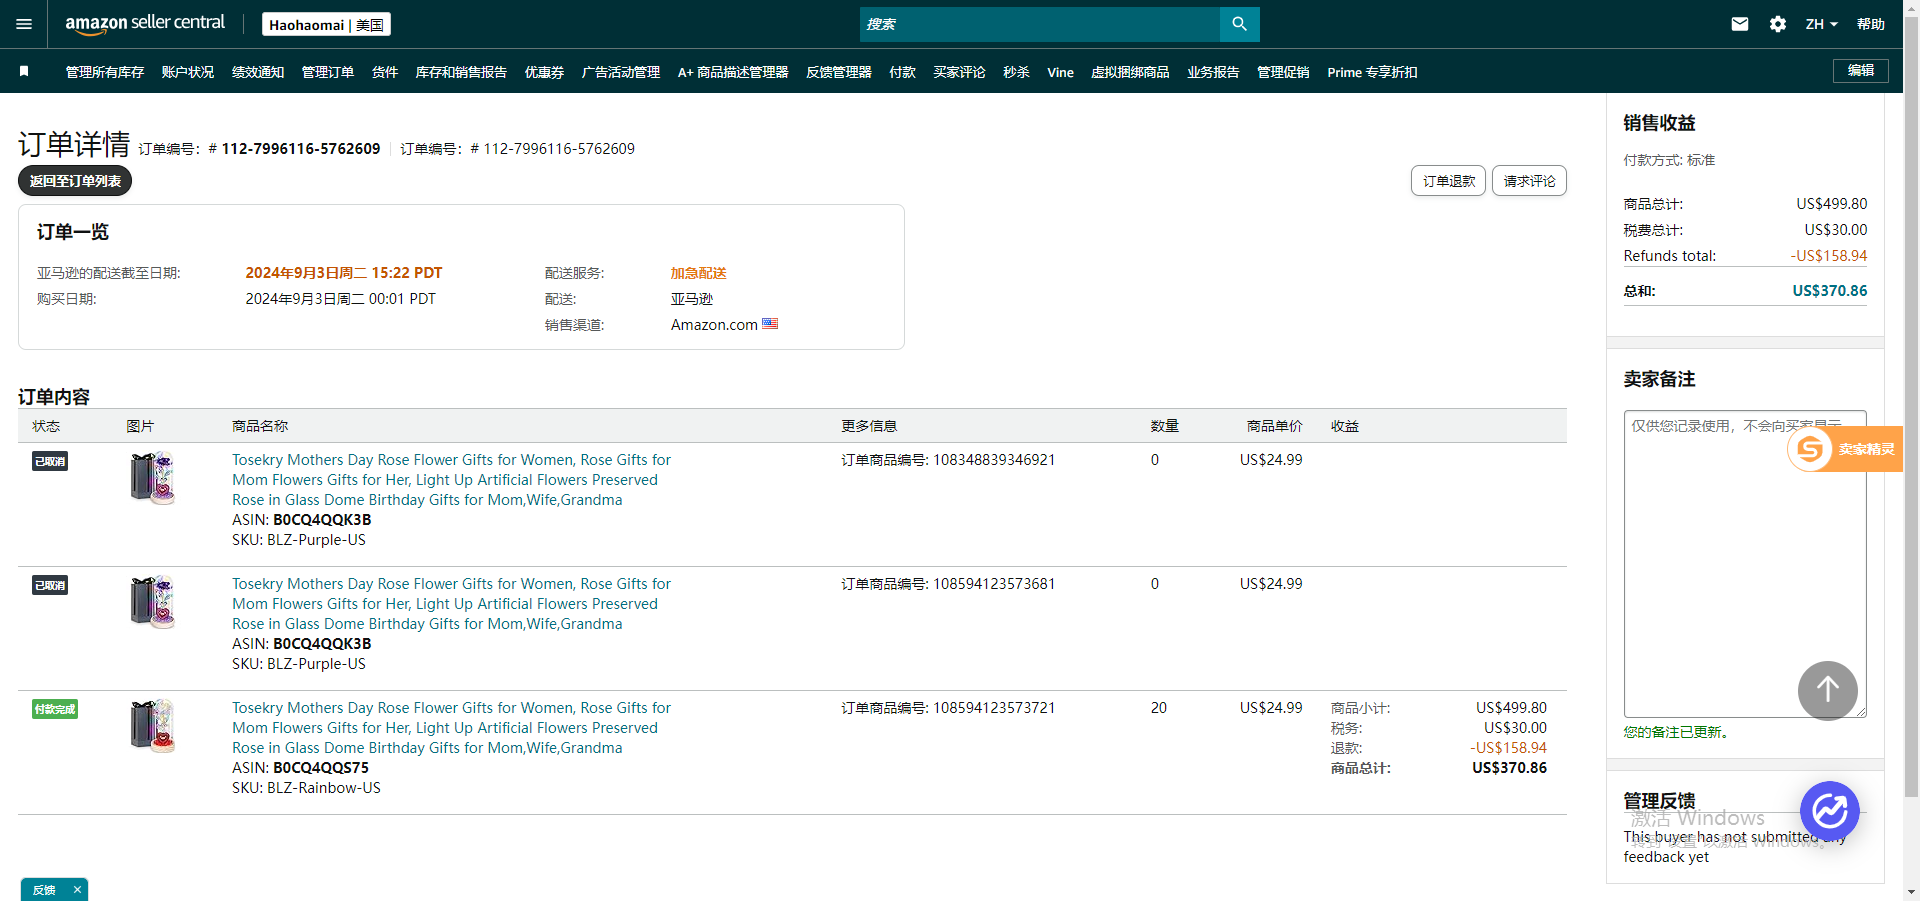 amazon seller central
Haohaomai | 美国
搜索
ZH
帮助
管理所有库存 账户状况 绩效通知 管理订单 货件 库存和销售报告 优惠券 广告活动管理 A+ 商品描述管理器 反馈管理器 付款 买家评论 秒杀 Vine 虚拟捆绑商品 业务报告 管理促销 Prime 专享折扣
编辑
订单详情 订单编号： # 112-7996116-5762609 订单编号： # 112-7996116-5762609
返回至订单列表
订单退款
请求评论
订单一览
亚马逊的配送截至日期: 2024年9月3日周二 15:22 PDT
购买日期: 2024年9月3日周二 00:01 PDT
配送服务: 加急配送
配送: 亚马逊
销售渠道: Amazon.com
订单内容
状态 图片 商品名称 更多信息 数量 商品单价 收益
已取消
Tosekry Mothers Day Rose Flower Gifts for Women, Rose Gifts for
Mom Flowers Gifts for Her, Light Up Artificial Flowers Preserved
Rose in Glass Dome Birthday Gifts for Mom,Wife,Grandma
ASIN: B0CQ4QQK3B
SKU: BLZ-Purple-US
订单商品编号: 108348839346921
0
US$24.99
已取消
Tosekry Mothers Day Rose Flower Gifts for Women, Rose Gifts for
Mom Flowers Gifts for Her, Light Up Artificial Flowers Preserved
Rose in Glass Dome Birthday Gifts for Mom,Wife,Grandma
ASIN: B0CQ4QQK3B
SKU: BLZ-Purple-US
订单商品编号: 108594123573681
0
US$24.99
付款完成
Tosekry Mothers Day Rose Flower Gifts for Women, Rose Gifts for
Mom Flowers Gifts for Her, Light Up Artificial Flowers Preserved
Rose in Glass Dome Birthday Gifts for Mom,Wife,Grandma
ASIN: B0CQ4QQS75
SKU: BLZ-Rainbow-US
订单商品编号: 108594123573721
20
US$24.99
商品小计: US$499.80
税务: US$30.00
退款: -US$158.94
商品总计: US$370.86
销售收益
付款方式: 标准
商品总计: US$499.80
税费总计: US$30.00
Refunds total: -US$158.94
总和: US$370.86
卖家备注
仅供您记录使用，不会向买家显示
卖家精灵
您的备注已更新。
管理反馈
激活 Windows
This buyer has not submitted any
转到"设置"以激活 Windows。
feedback yet
反馈 ×